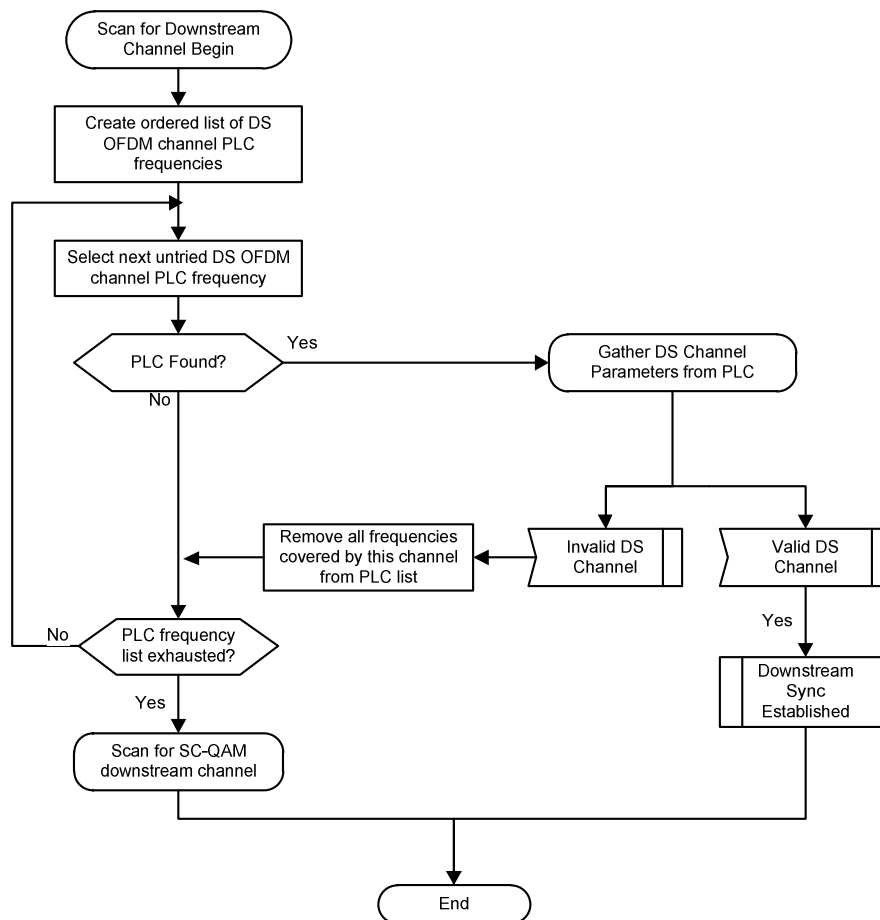 Scan for Downstream
Channel Begin
Create ordered list of DS
OFDM channel PLC
frequencies
Select next untried DS OFDM
channel PLC frequency
PLC Found?
Yes
No
Gather DS Channel
Parameters from PLC
Remove all frequencies
covered by this channel
from PLC list
Invalid DS
Channel
Valid DS
Channel
No
PLC frequency
list exhausted?
Yes
Yes
Downstream
Sync
Established
Scan for SC-QAM
downstream channel
End